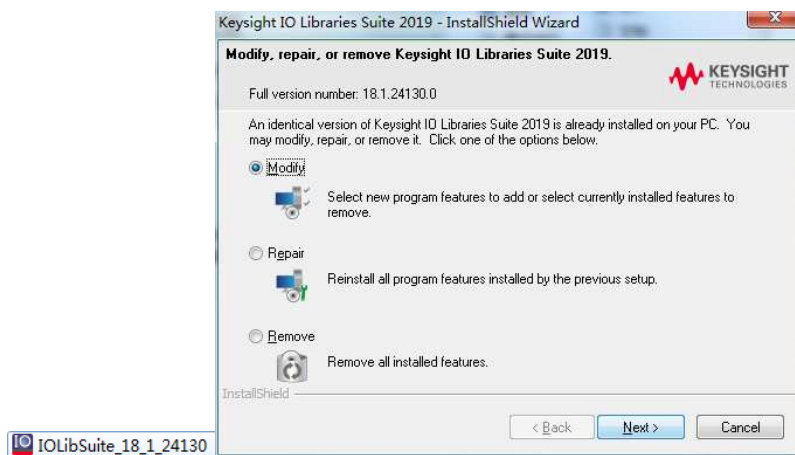 Keysight IO Libraries Suite 2019 - InstallShield Wizard
Modify, repair, or remove Keysight IO Libraries Suite 2019.
KEYSIGHT
TECHNOLOGIES
Full version number: 18.1.24130.0
An identical version of Keysight IO Libraries Suite 2019 is already installed on your PC. You
may modify, repair, or remove it. Click one of the options below.
Modify
Select new program features to add or select currently installed features to
remove.
Repair
Reinstall all program features installed by the previous setup.
Remove
Remove all installed features.
InstallShield
< Back
Next >
Cancel
IO
IOLibSuite_18_1_24130